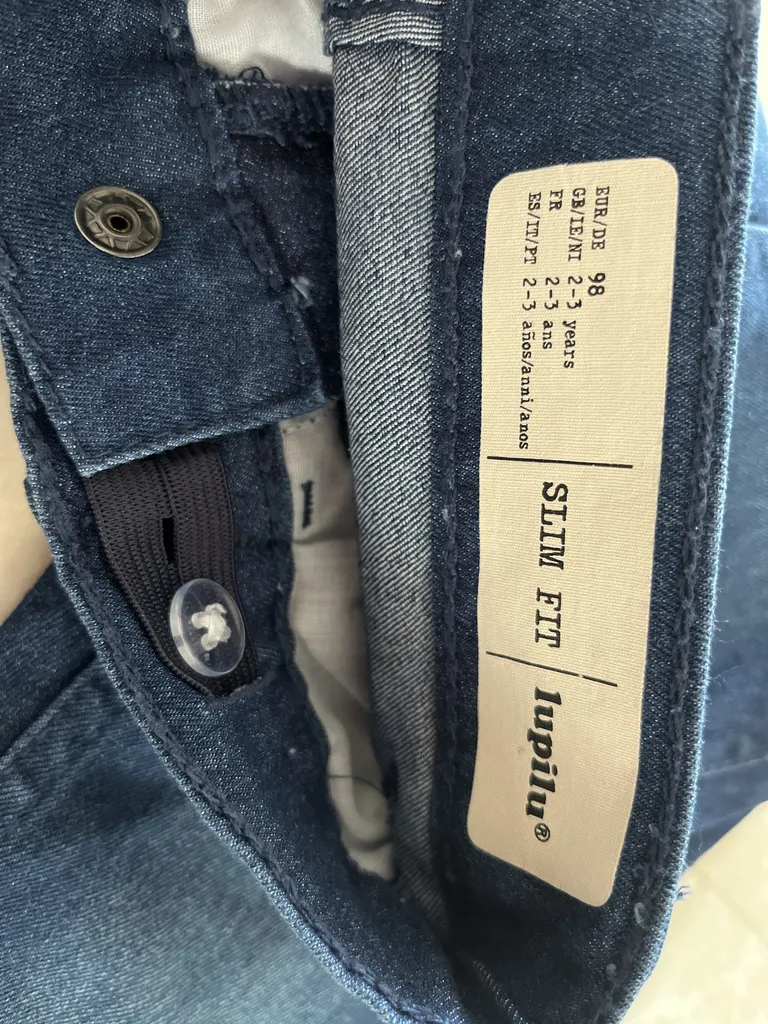 EUR/DE 98
GB/IE/NI 2-3 years
FR 2-3 ans
ES/IT/PT 2-3 años/anni/anos
SLIM FIT
lupilu®